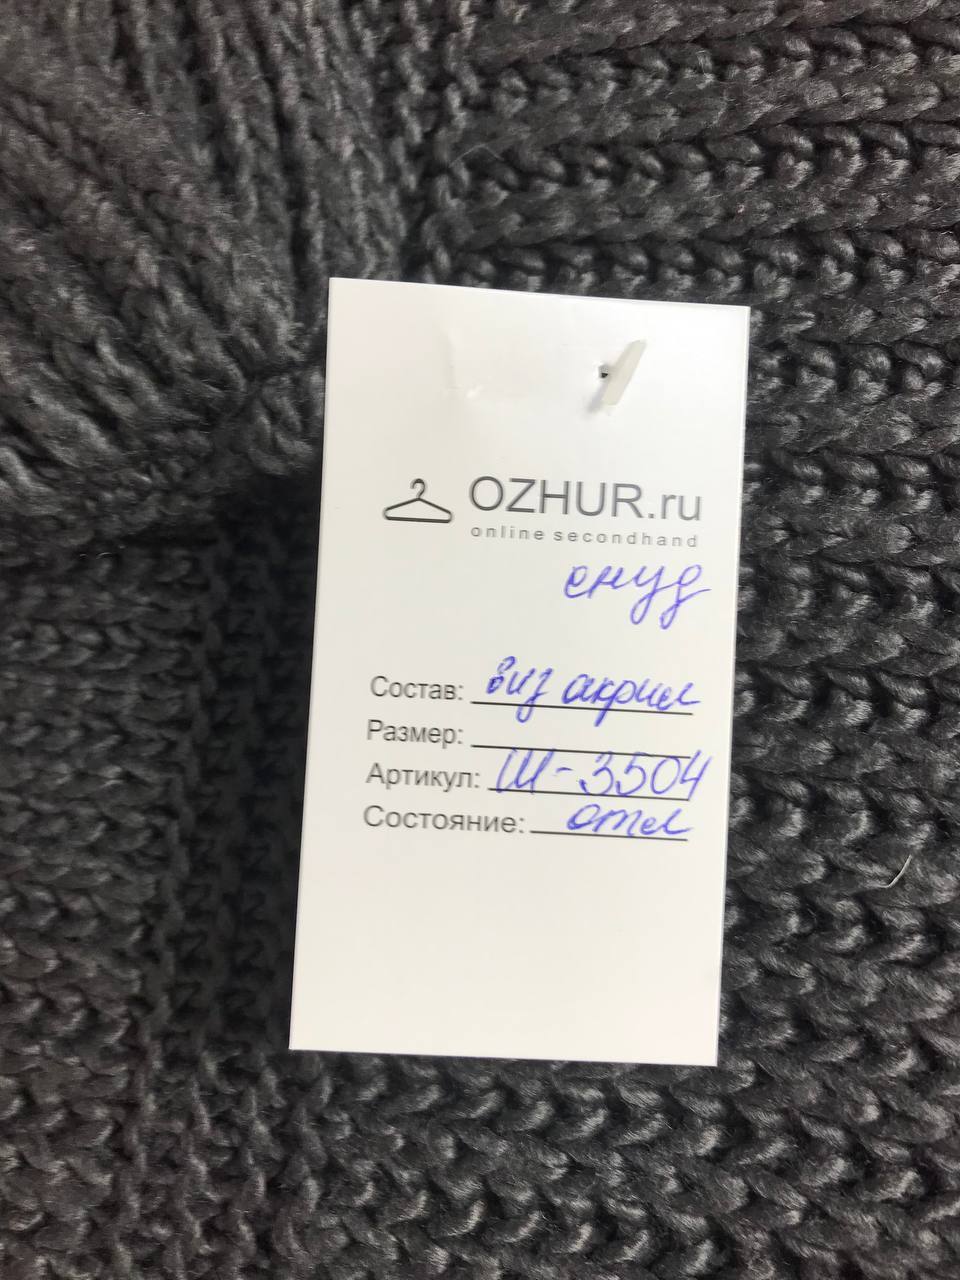 OZHUR.ru
online secondhand
снуд
Состав: виз акрил
Размер:
Артикул: Ш-3504
Состояние: отл